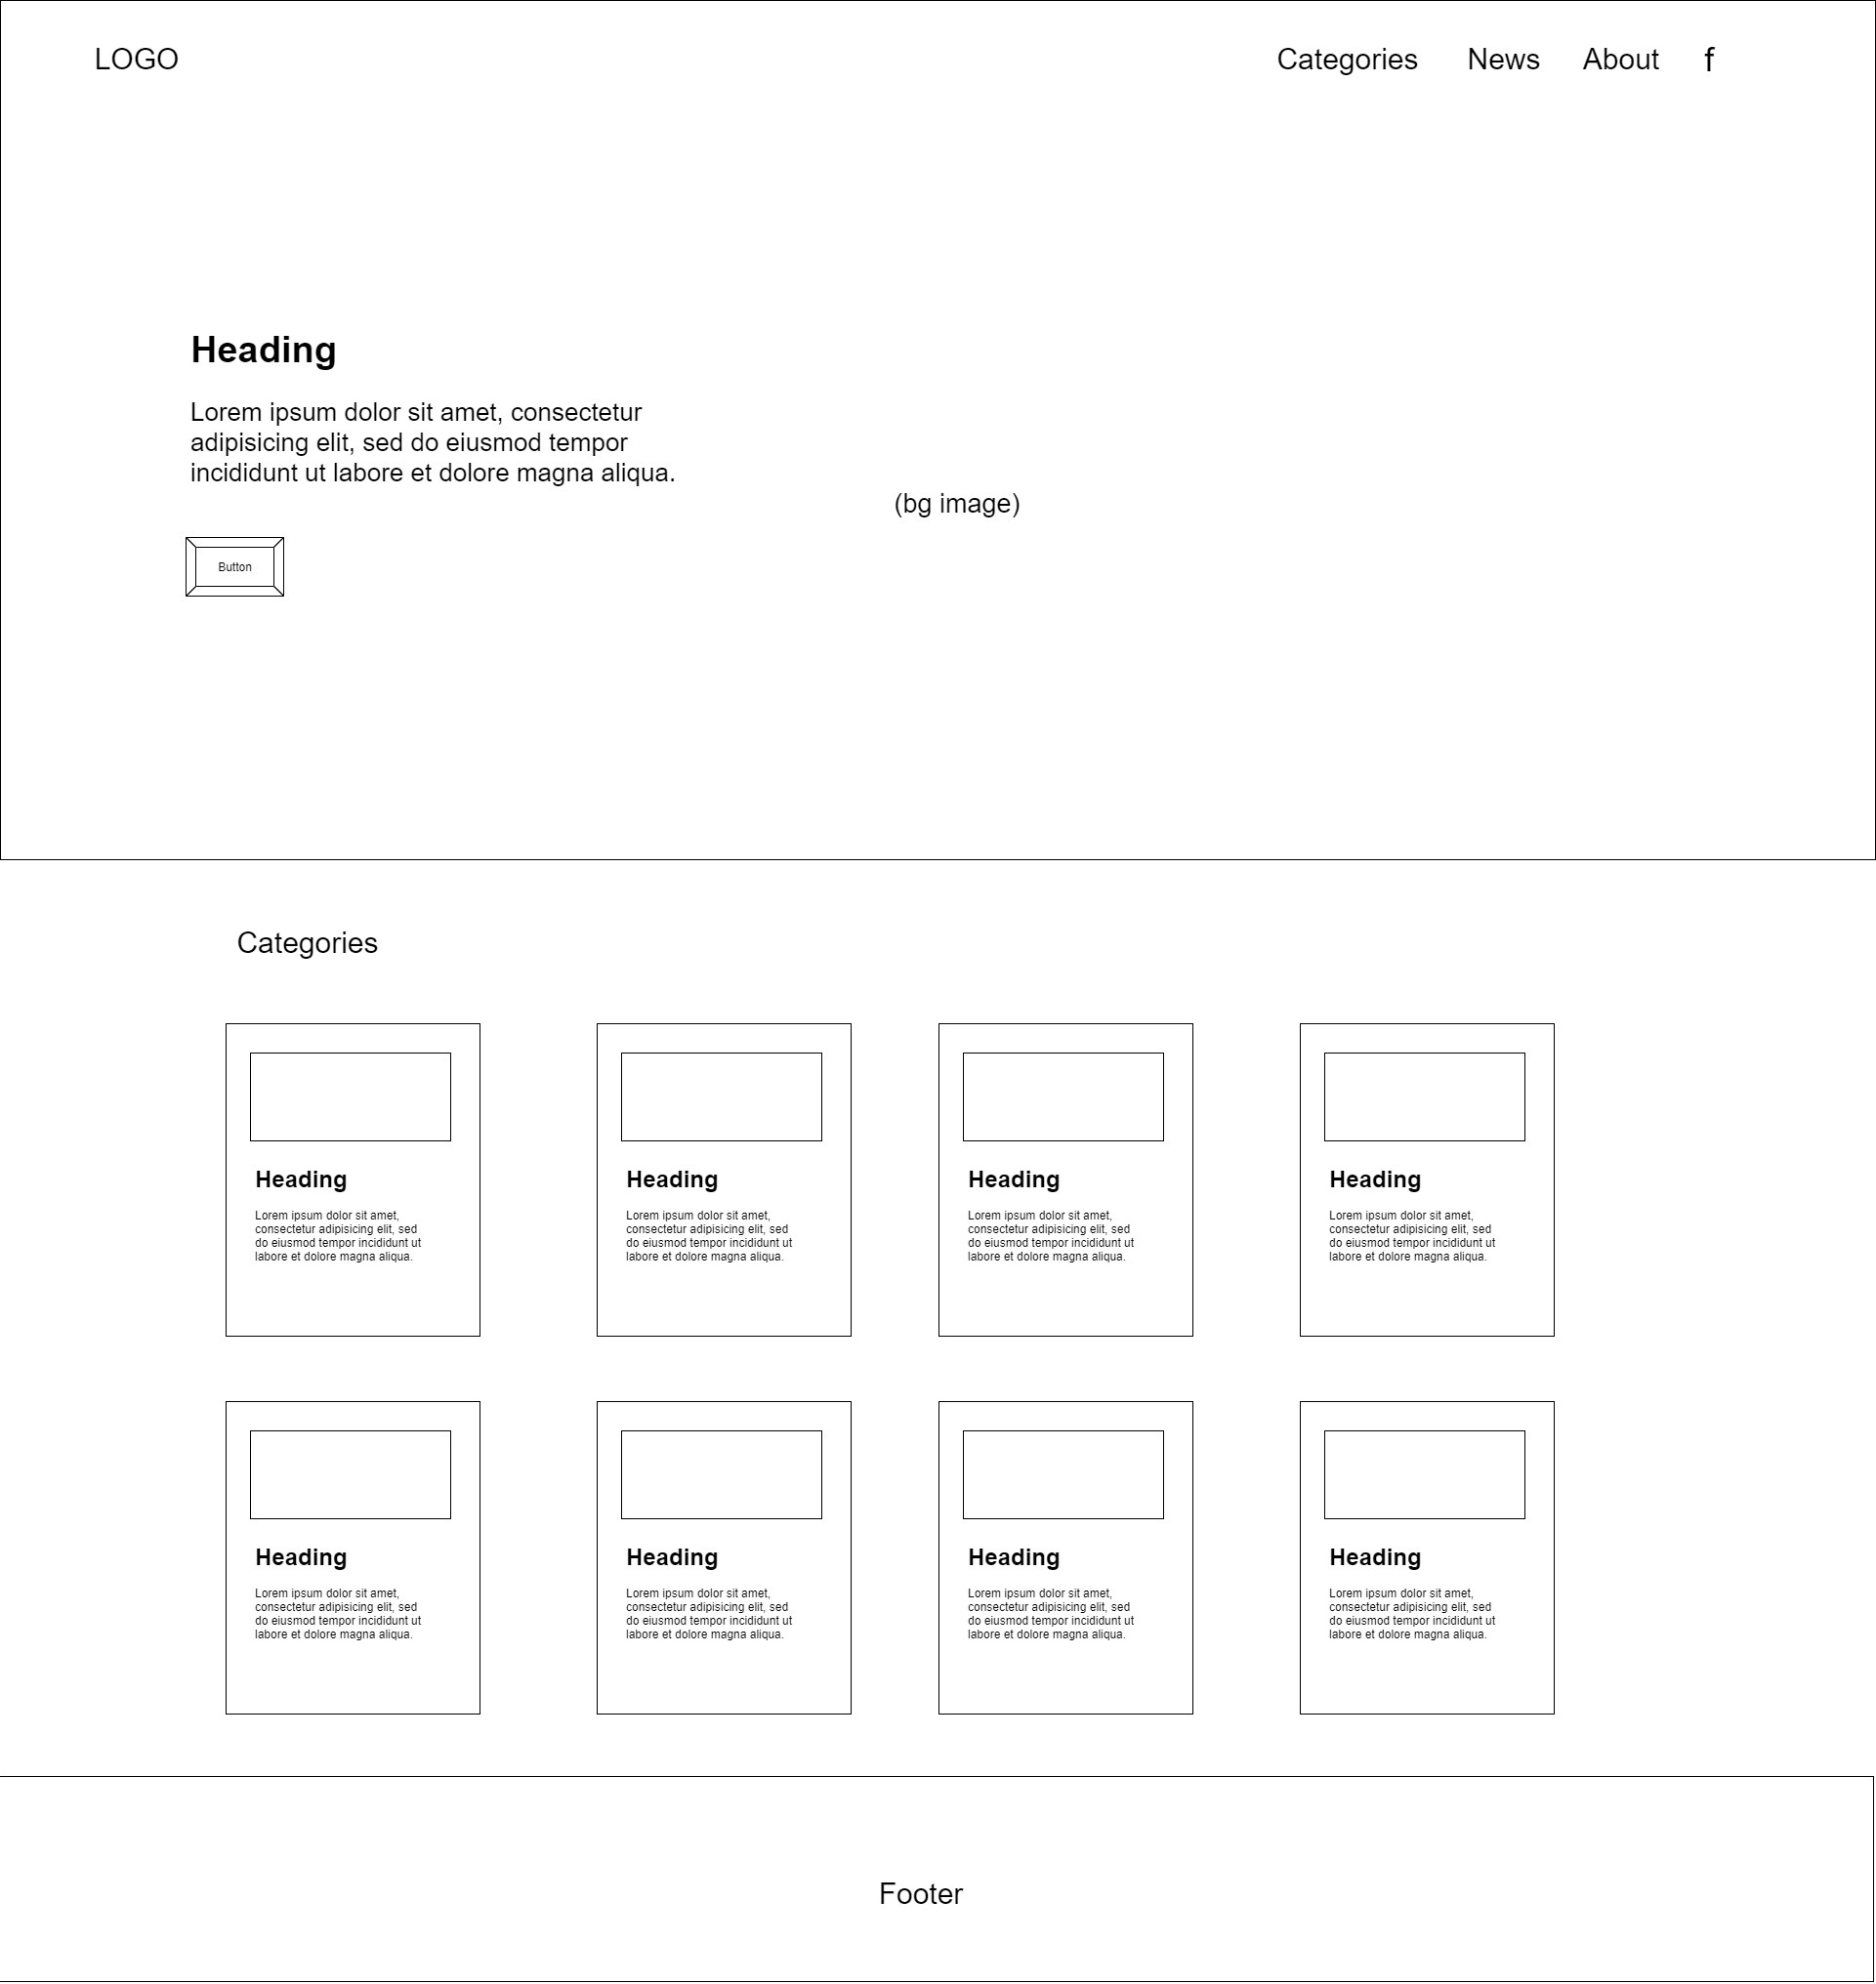 LOGO
Categories
News
About
f
Heading
Lorem ipsum dolor sit amet, consectetur
adipisicing elit, sed do eiusmod tempor
incididunt ut labore et dolore magna aliqua.
(bg image)
Button
Categories
Heading
Lorem ipsum dolor sit amet,
consectetur adipisicing elit, sed
do eiusmod tempor incididunt ut
labore et dolore magna aliqua.
Heading
Lorem ipsum dolor sit amet,
consectetur adipisicing elit, sed
do eiusmod tempor incididunt ut
labore et dolore magna aliqua.
Heading
Lorem ipsum dolor sit amet,
consectetur adipisicing elit, sed
do eiusmod tempor incididunt ut
labore et dolore magna aliqua.
Heading
Lorem ipsum dolor sit amet,
consectetur adipisicing elit, sed
do eiusmod tempor incididunt ut
labore et dolore magna aliqua.
Heading
Lorem ipsum dolor sit amet,
consectetur adipisicing elit, sed
do eiusmod tempor incididunt ut
labore et dolore magna aliqua.
Heading
Lorem ipsum dolor sit amet,
consectetur adipisicing elit, sed
do eiusmod tempor incididunt ut
labore et dolore magna aliqua.
Heading
Lorem ipsum dolor sit amet,
consectetur adipisicing elit, sed
do eiusmod tempor incididunt ut
labore et dolore magna aliqua.
Heading
Lorem ipsum dolor sit amet,
consectetur adipisicing elit, sed
do eiusmod tempor incididunt ut
labore et dolore magna aliqua.
Footer